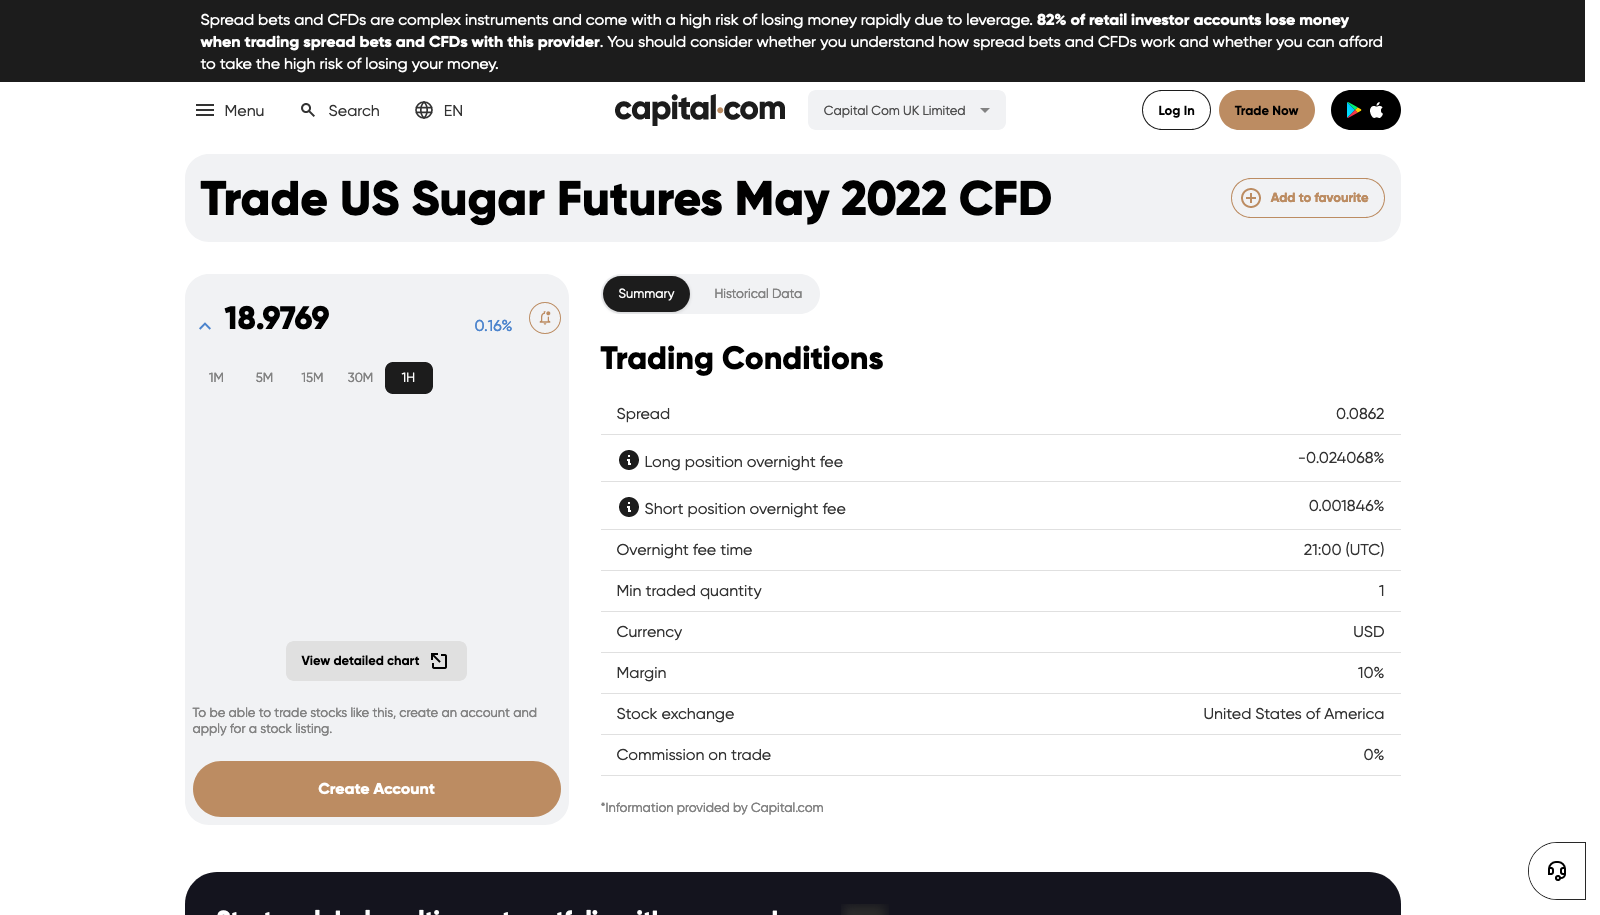 Spread bets and CFDs are complex instruments and come with a high risk of losing money rapidly due to leverage. 82% of retail investor accounts lose money
when trading spread bets and CFDs with this provider. You should consider whether you understand how spread bets and CFDs work and whether you can afford
to take the high risk of losing your money.
Menu Search EN capital.com Capital Com UK Limited Log In Trade Now
Trade US Sugar Futures May 2022 CFD Add to favourite
18.9769 0.16%
1M 5M 15M 30M 1H
View detailed chart
To be able to trade stocks like this, create an account and
apply for a stock listing.
Create Account
Summary Historical Data
Trading Conditions
Spread 0.0862
Long position overnight fee -0.024068%
Short position overnight fee 0.001846%
Overnight fee time 21:00 (UTC)
Min traded quantity 1
Currency USD
Margin 10%
Stock exchange United States of America
Commission on trade 0%
*Information provided by Capital.com